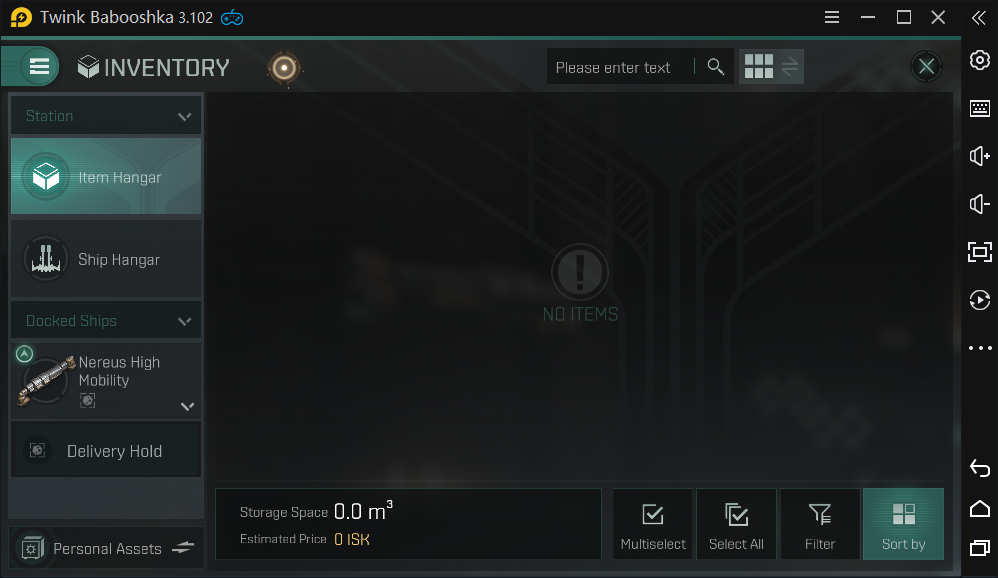 Twink Babooshka 3.102
INVENTORY
Please enter text
Station
Item Hangar
Ship Hangar
Docked Ships
Nereus High
Mobility
Delivery Hold
Personal Assets
NO ITEMS
Storage Space 0.0 m³
Estimated Price 0 ISK
Multiselect
Select All
Filter
Sort by